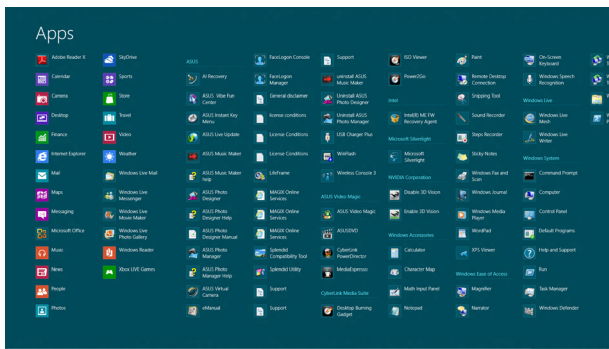 Apps
Adobe Reader X
Calendar
Camera
Desktop
Finance
Internet Explorer
Mail
Maps
Messaging
Microsoft Office
Music
News
People
Photos
SkyDrive
Sports
Store
Travel
Video
Weather
Windows Live Mail
Windows Live
Messenger
Windows Live
Movie Maker
Windows Live
Photo Gallery
Windows Reader
Xbox LIVE Games
ASUS
AI Recovery
ASUS Vibe Fun
Center
ASUS Instant Key
Menu
ASUS Live Update
ASUS Music Maker
ASUS Music Maker
help
ASUS Photo
Designer
ASUS Photo
Designer Help
ASUS Photo
Designer Manual
ASUS Photo
Manager
ASUS Photo
Manager Help
ASUS Virtual
Camera
eManual
FaceLogon Console
FaceLogon
Manager
General disclaimer
license conditions
License Conditions
License Conditions
LifeFrame
MAGIX Online
Services
MAGIX Online
Services
MAGIX Online
Services
Splendid
Compatibility Tool
Splendid Utility
Support
Support
Support
uninstall ASUS
Music Maker
Uninstall ASUS
Photo Designer
Uninstall ASUS
Photo Manager
USB Charger Plus
WinFlash
Wireless Console 3
ASUS Video Magic
ASUS Video Magic
ASUSDVD
CyberLink
PowerDirector
MediaEspresso
CyberLink Media Suite
Desktop Burning
Gadget
ISO Viewer
Power2Go
Intel
Intel(R) ME FW
Recovery Agent
Microsoft Silverlight
Microsoft
Silverlight
NVIDIA Corporation
Disable 3D Vision
Enable 3D Vision
Windows Accessories
Calculator
Character Map
Math Input Panel
Notepad
Paint
Remote Desktop
Connection
Snipping Tool
Sound Recorder
Steps Recorder
Sticky Notes
Windows Fax and
Scan
Windows Journal
Windows Media
Player
WordPad
XPS Viewer
Windows Ease of Access
Magnifier
Narrator
On-Screen
Keyboard
Windows Speech
Recognition
Windows Live
Windows Live
Mesh
Windows Live
Writer
Windows System
Command Prompt
Computer
Control Panel
Default Programs
Help and Support
Run
Task Manager
Windows Defender